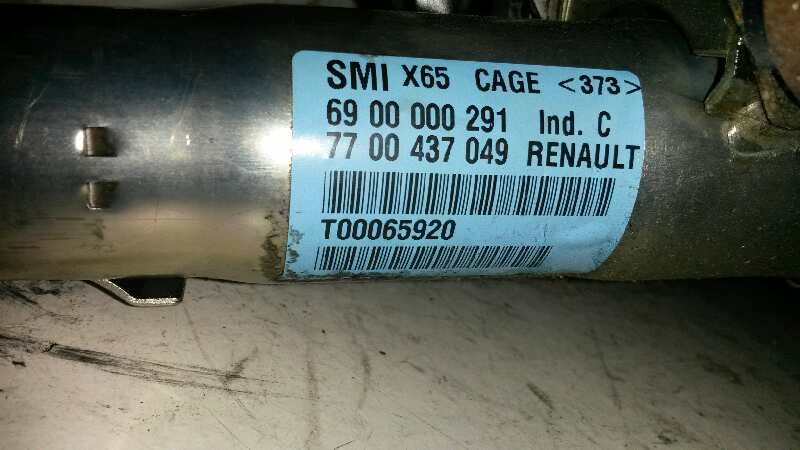 SMI X65 CAGE <373>
69 00 000 291 Ind. C
77 00 437 049 RENAULT
T00065920